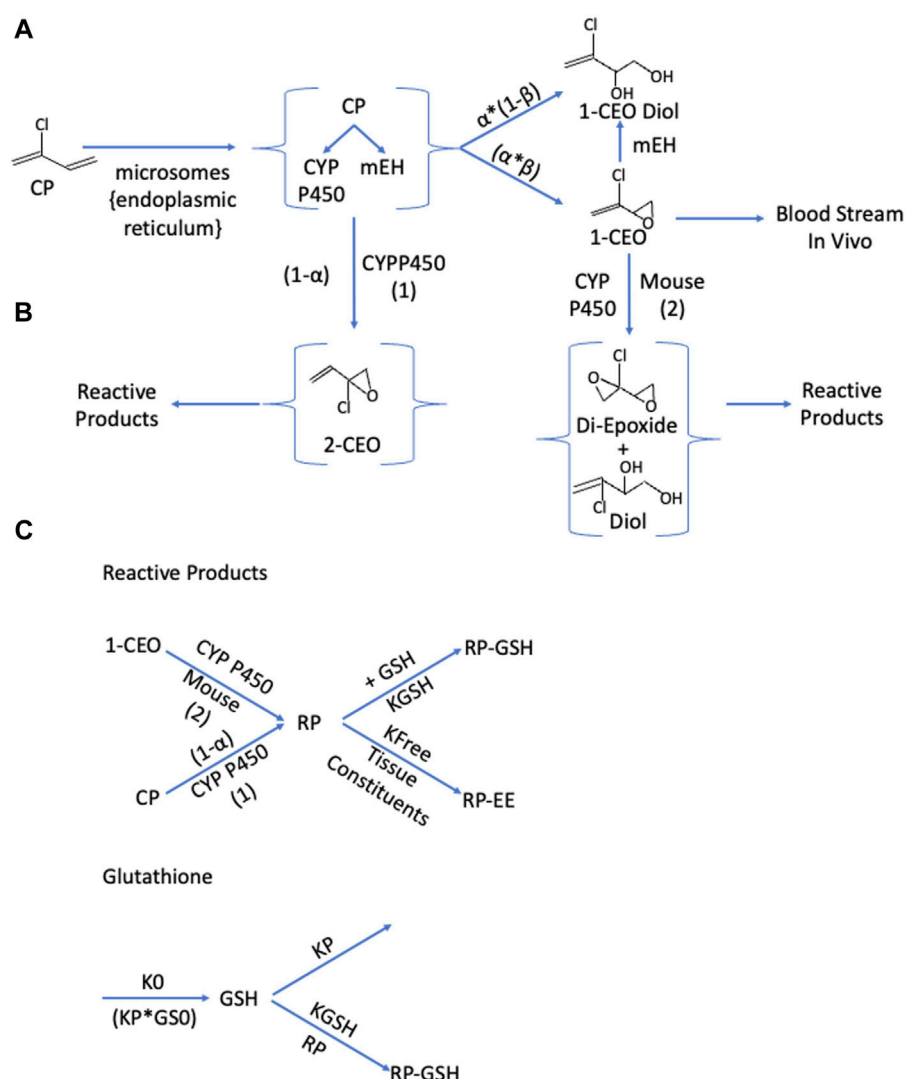 A
Cl
CP
microsomes
{endoplasmic
reticulum}
CP
CYP
P450
mEH
α*(1-β)
(α*β)
Cl
OH
OH
1-CEO Diol
mEH
Cl
O
1-CEO
Blood Stream
In Vivo
(1-α)
CYPP450
(1)
CYP
P450
Mouse
(2)
B
Reactive
Products
Cl
O
2-CEO
Cl
O
O
Di-Epoxide
+
OH
OH
Cl
Diol
Reactive
Products
C
Reactive Products
1-CEO
CYP P450
Mouse
(2)
(1-α)
CYP P450
(1)
CP
RP
+ GSH
KGSH
RP-GSH
KFree
Tissue
Constituents
RP-EE
Glutathione
K0
(KP*GS0)
GSH
KP
KGSH
RP
RP-GSH